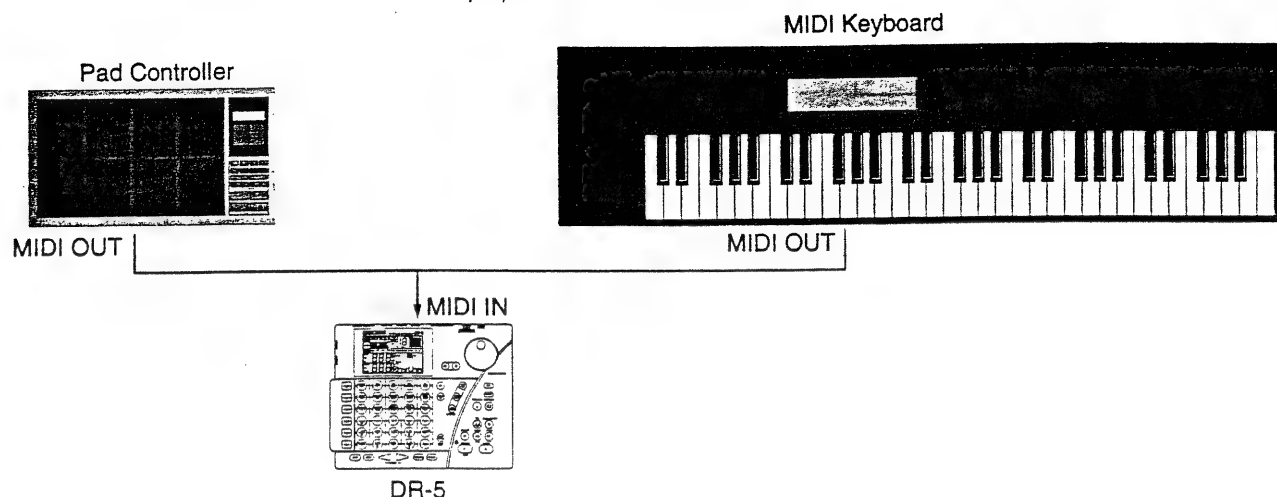 MIDI Keyboard
Pad Controller
MIDI OUT
MIDI OUT
MIDI IN
DR-5